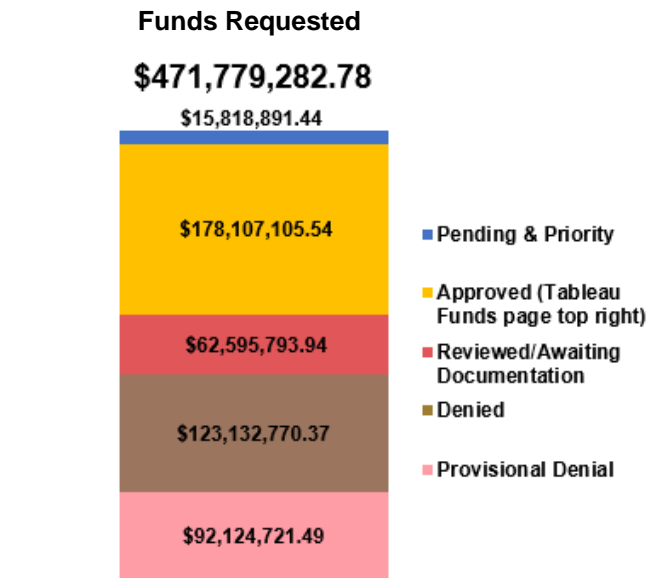 Funds Requested
$471,779,282.78
$15,818,891.44
$178,107,105.54
$62,595,793.94
$123,132,770.37
$92,124,721.49
Pending & Priority
Approved (Tableau
Funds page top right)
Reviewed/Awaiting
Documentation
Denied
Provisional Denial